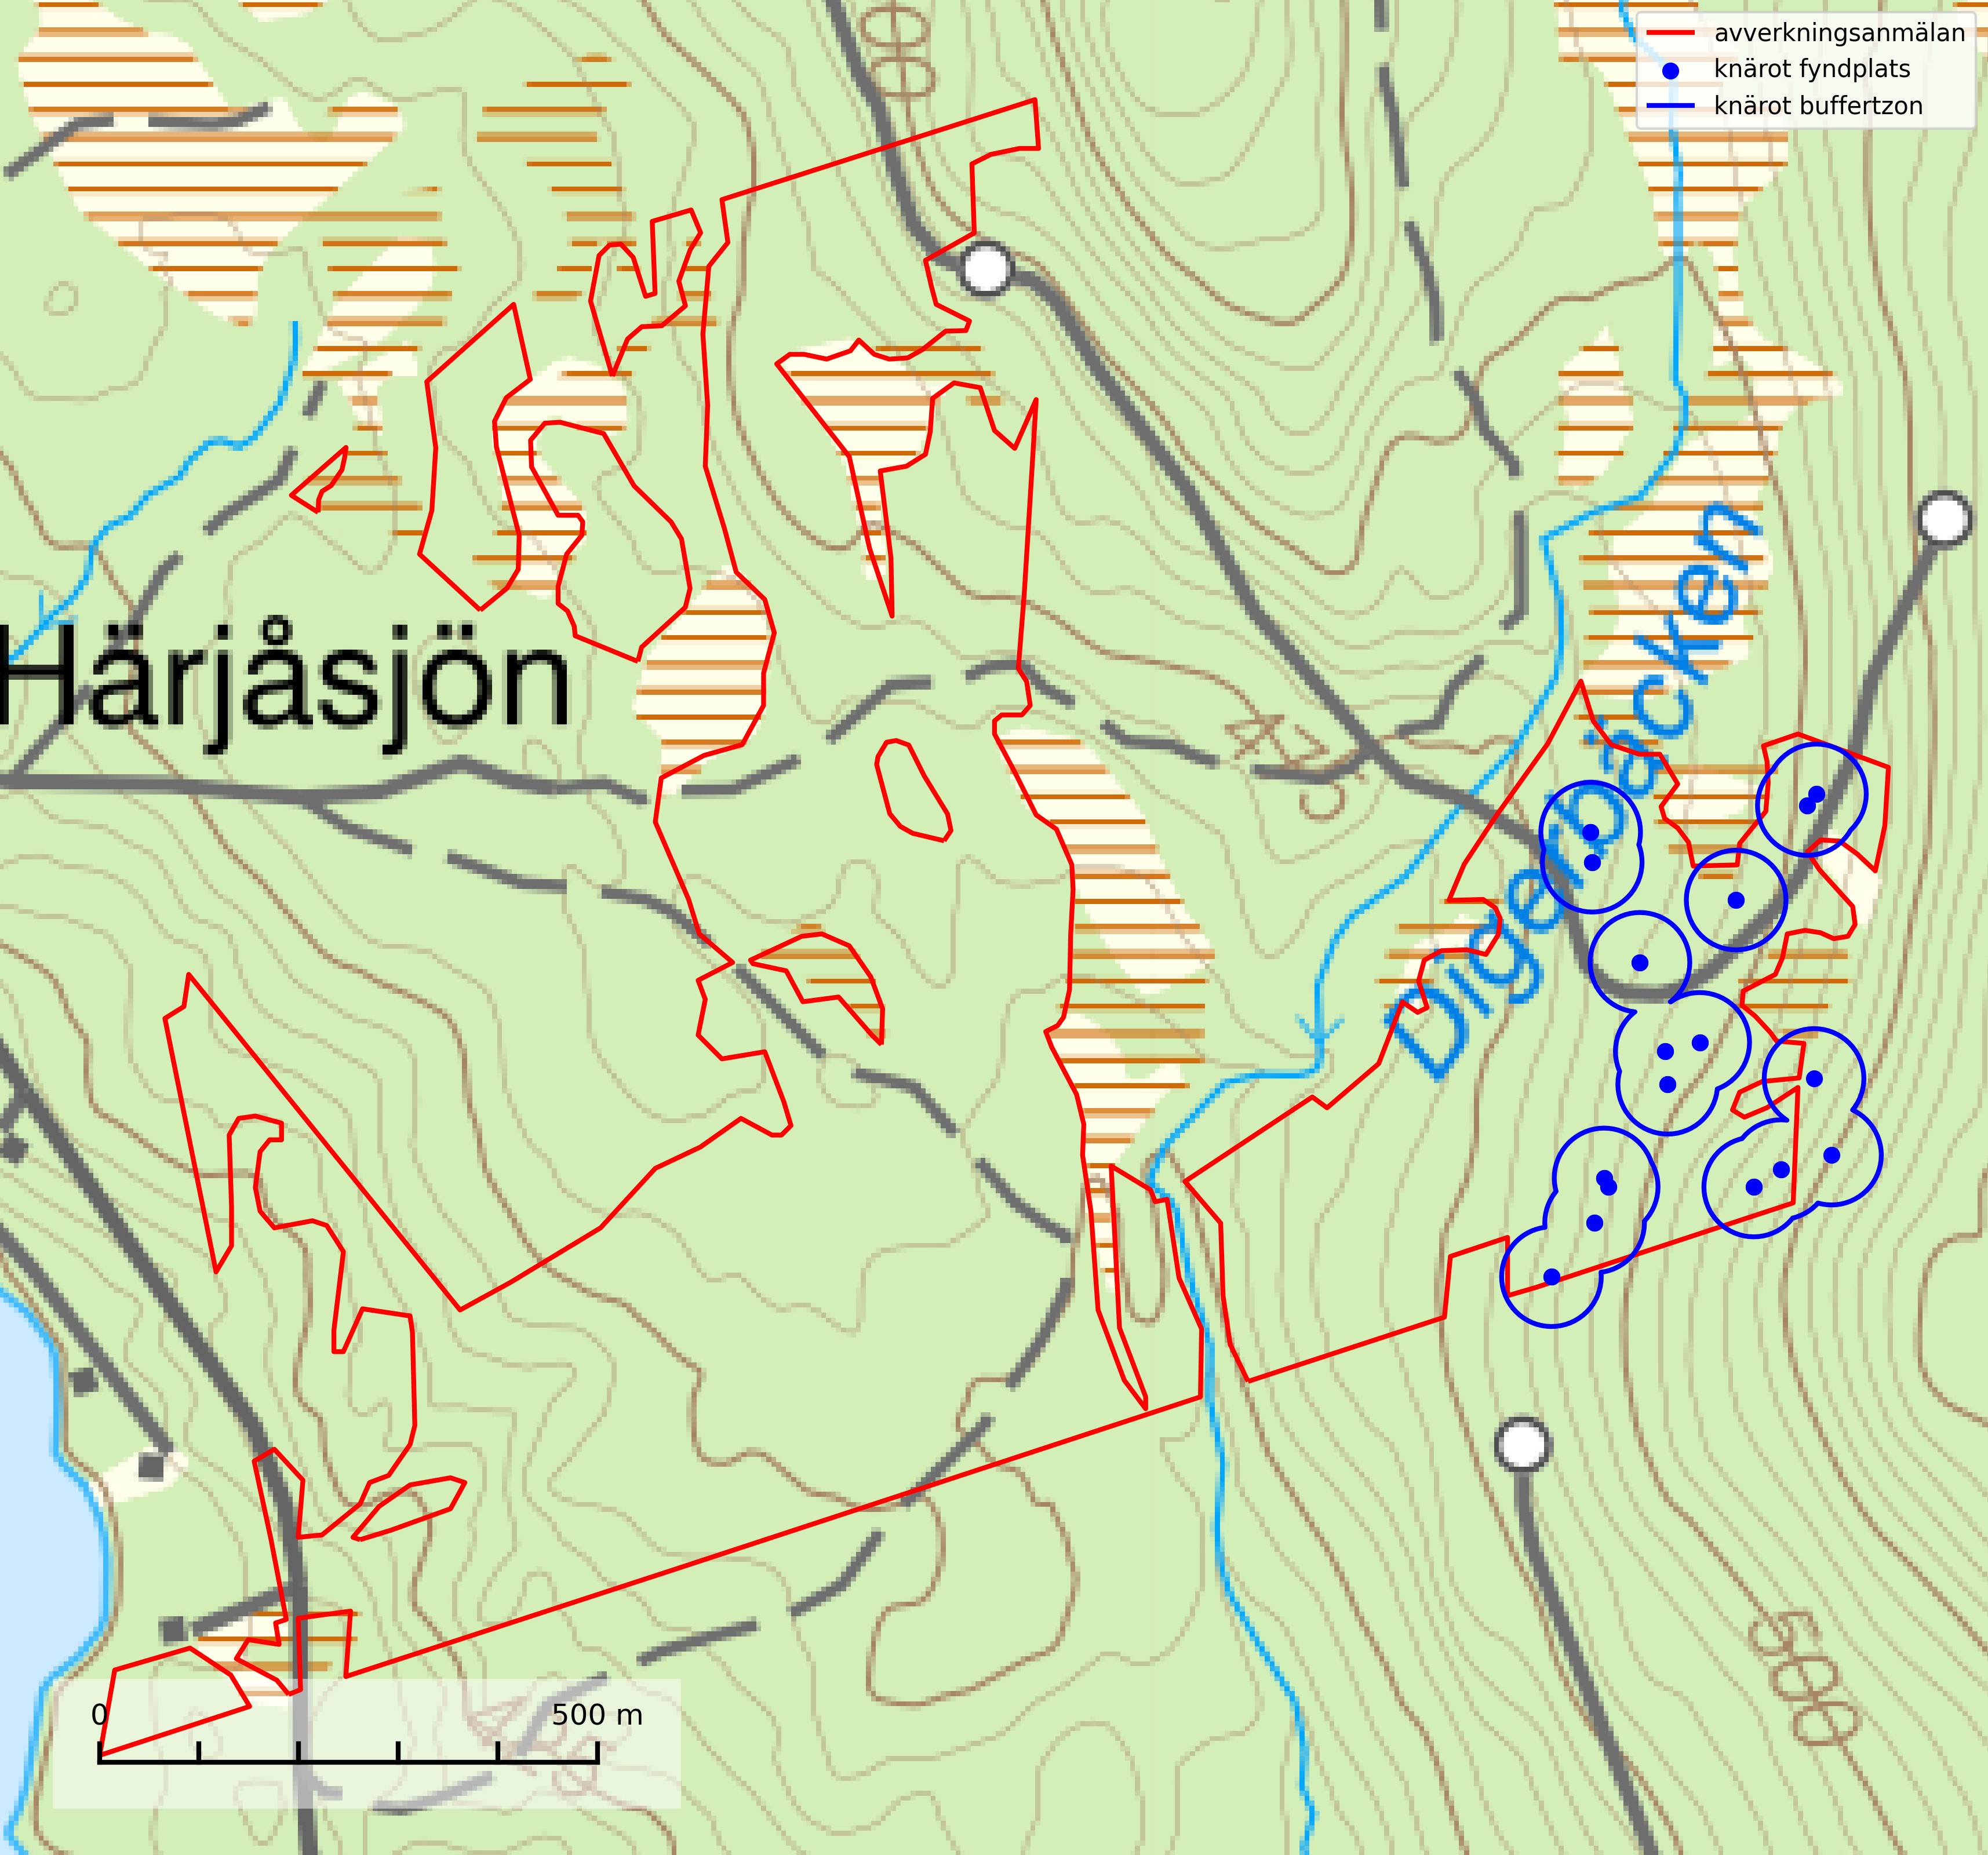 avverkningsanmälan
knärot fyndplats
knärot buffertzon
Digerbäcken
Härjåsjön
0 500 m
500